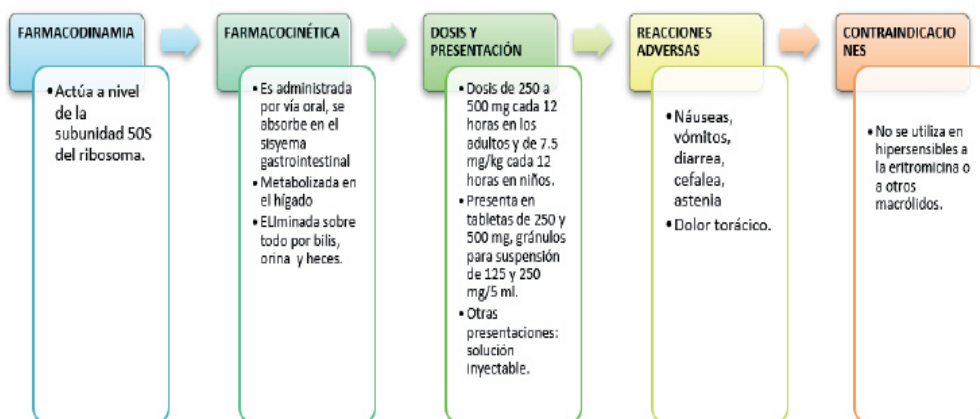 FARMACODINAMIA
• Actúa a nivel
de la
subunidad 50S
del ribosoma.
FARMACOCINÉTICA
• Es administrada
por vía oral, se
absorbe en el
sisyema
gastrointestinal
• Metabolizada en
el hígado
• ELIminada sobre
todo por bilis,
orina y heces.
DOSIS Y
PRESENTACIÓN
• Dosis de 250 a
500 mg cada 12
horas en los
adultos y de 7.5
mg/kg cada 12
horas en niños.
• Presenta en
tabletas de 250 y
500 mg, gránulos
para suspensión
de 125 y 250
mg/5 ml.
• Otras
presentaciones:
solución
inyectable.
REACCIONES
ADVERSAS
• Náuseas,
vómitos,
diarrea,
cefalea,
astenia
• Dolor torácico.
CONTRAINDICACIO
NES
• No se utiliza en
hipersensibles a
la eritromicina o
a otros
macrólidos.